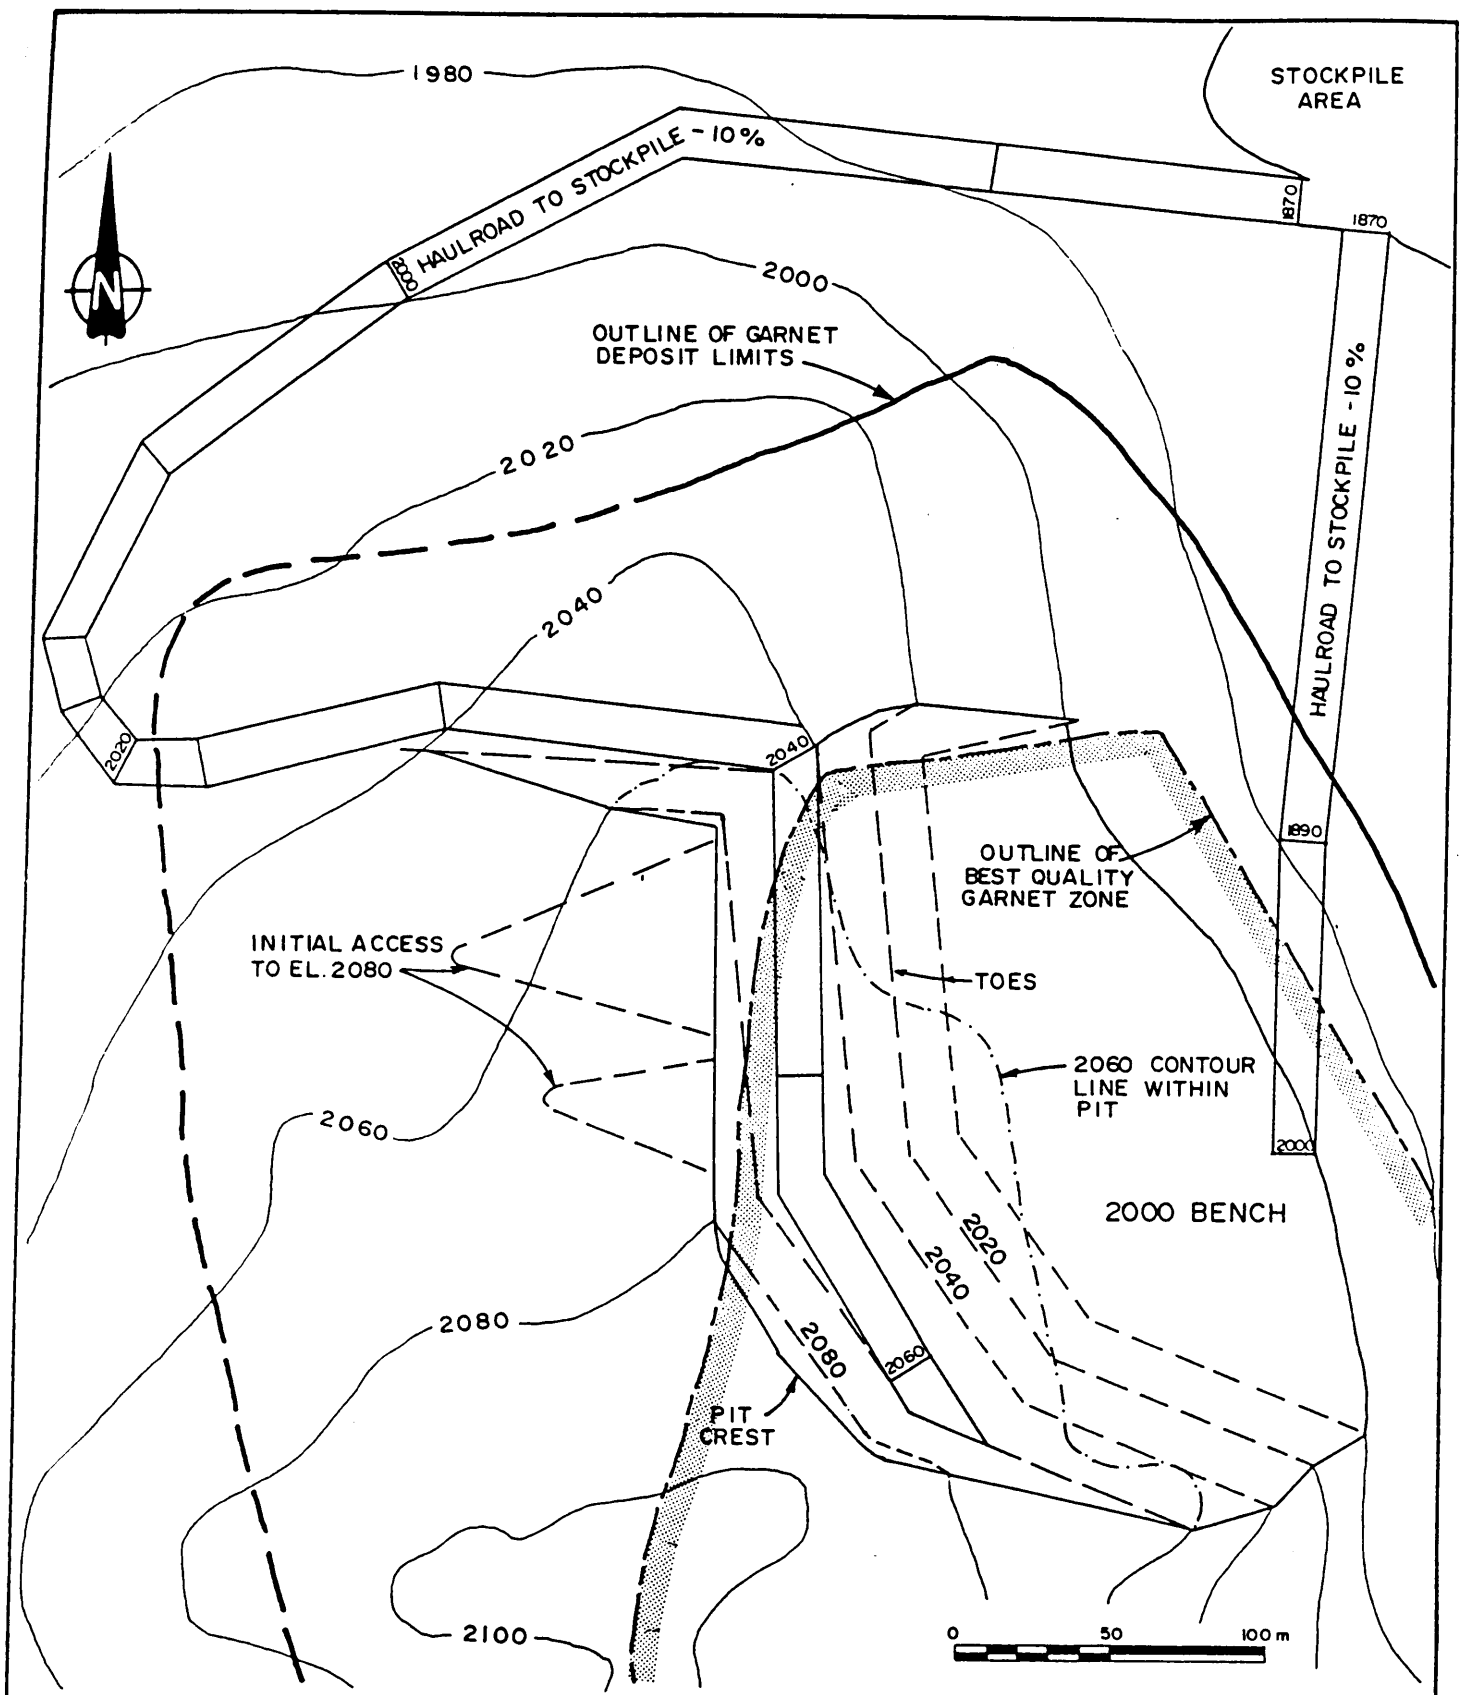 1980
STOCKPILE
AREA
HAULROAD TO STOCKPILE - 10%
1870
1870
N
2000
2000
OUTLINE OF GARNET
DEPOSIT LIMITS
HAULROAD TO STOCKPILE - 10%
2020
2040
2020
2040
1890
OUTLINE OF
BEST QUALITY
GARNET ZONE
INITIAL ACCESS
TO EL. 2080
TOES
2060 CONTOUR
LINE WITHIN
PIT
2060
2000
2000 BENCH
2020
2040
2080
2080
2060
PIT
CREST
2100
0 50 100 m